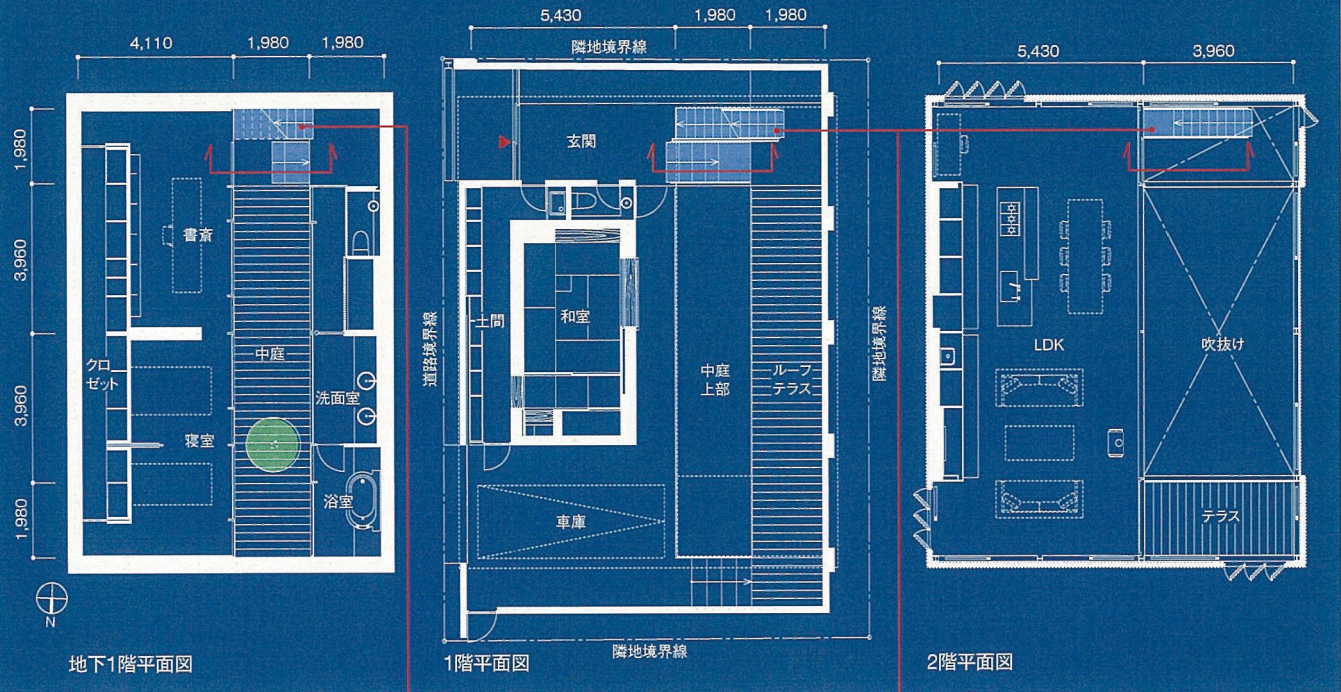 4,110
1,980
1,980
1,980
3,960
3,960
1,980
書斎
中庭
クロ
ゼット
洗面室
寝室
浴室
N
地下1階平面図
5,430
1,980
1,980
隣地境界線
玄関
道路境界線
土間
和室
中庭
上部
ルーフ
テラス
隣地境界線
車庫
隣地境界線
1階平面図
5,430
3,960
LDK
吹抜け
テラス
2階平面図